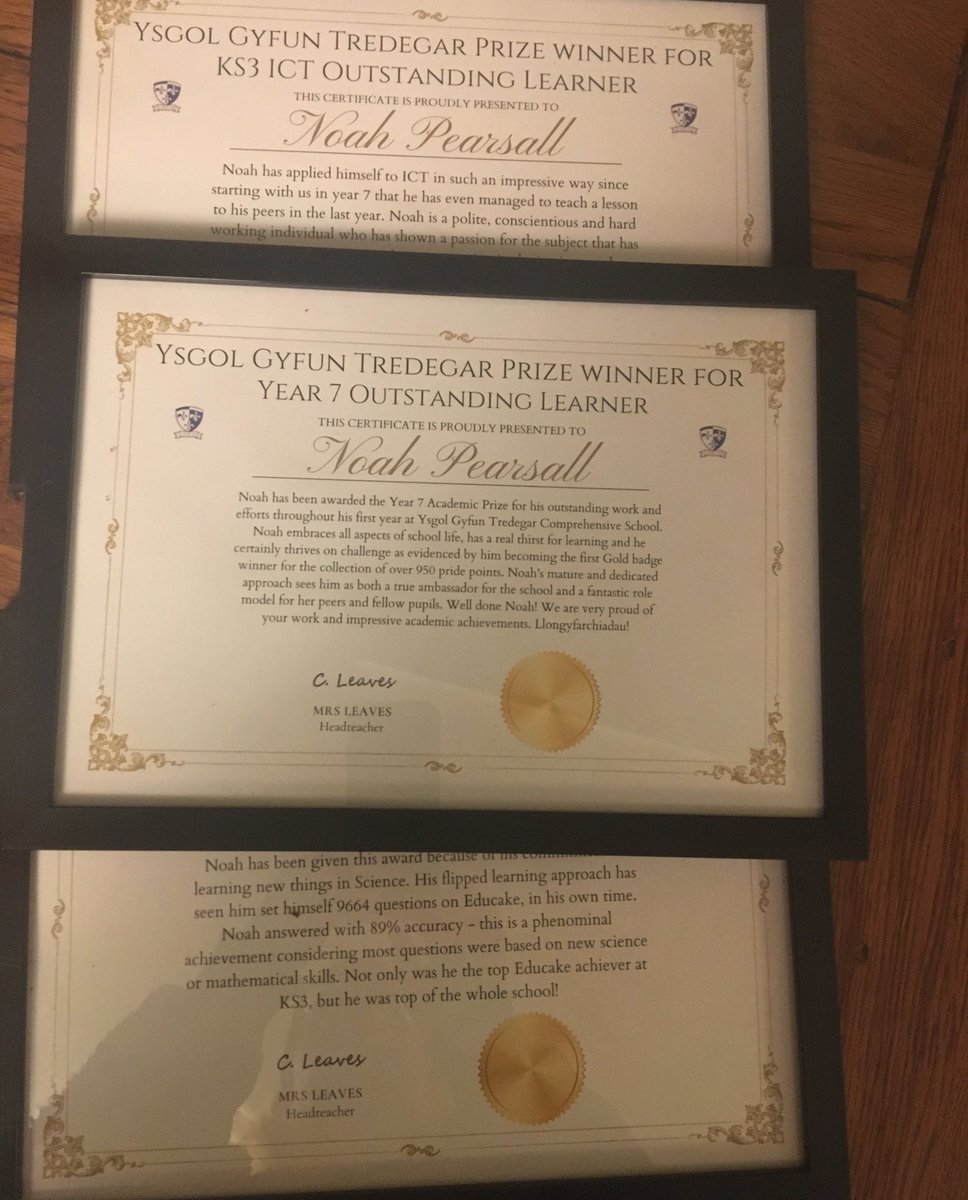 Ysgol Gyfun Tredegar Prize winner for
KS3 ICT Outstanding Learner
THIS CERTIFICATE IS PROUDLY PRESENTED TO
Noah Pearsall
Noah has applied himself to ICT in such an impressive way since
starting with us in year 7 that he has even managed to teach a lesson
to his peers in the last year. Noah is a polite, conscientious and hard
working individual who has shown a passion for the subject that has
Ysgol Gyfun Tredegar Prize winner for
Year 7 Outstanding Learner
THIS CERTIFICATE IS PROUDLY PRESENTED TO
Noah Pearsall
Noah has been awarded the Year 7 Academic Prize for his outstanding work and
efforts throughout his first year at Ysgol Gyfun Tredegar Comprehensive School.
Noah embraces all aspects of school life, has a real thirst for learning and he
certainly thrives on challenge as evidenced by him becoming the first Gold badge
winner for the collection of over 950 pride points. Noah's mature and dedicated
approach sees him as both a true ambassador for the school and a fantastic role
model for her peers and fellow pupils. Well done Noah! We are very proud of
your work and impressive academic achievements. Llongyfarchiadau!
C. Leaves
MRS LEAVES
Headteacher
Noah has been given this award because of his
learning new things in Science. His flipped learning approach has
seen him set himself 9664 questions on Educake, in his own time.
Noah answered with 89% accuracy - this is a phenominal
achievement considering most questions were based on new science
or mathematical skills. Not only was he the top Educake achiever at
KS3, but he was top of the whole school!
C. Leaves
MRS LEAVES
Headteacher